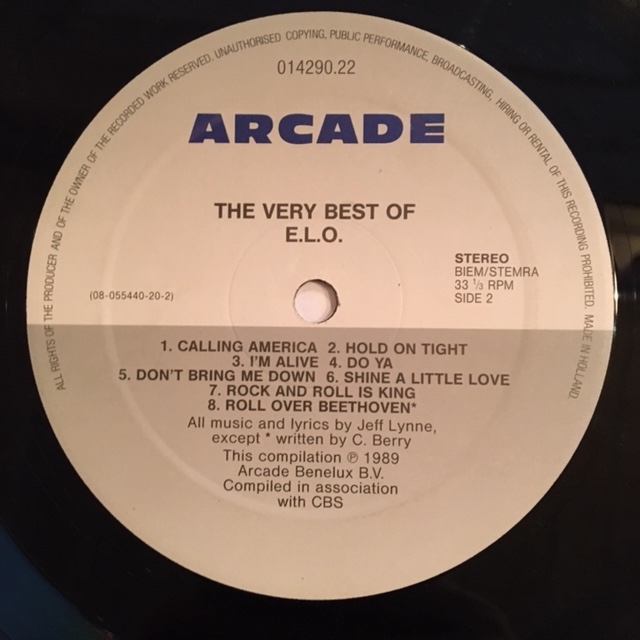 ALL RIGHTS OF THE PRODUCER AND OF THE OWNER OF THE RECORDED WORK RESERVED. UNAUTHORISED COPYING, PUBLIC PERFORMANCE, BROADCASTING, HIRING OR RENTAL OF THIS RECORDING PROHIBITED. MADE IN HOLLAND.
014290.22
ARCADE
THE VERY BEST OF
E.L.O.
STEREO
BIEM/STEMRA
33 ⅓ RPM
SIDE 2
(08-055440-20-2)
1. CALLING AMERICA 2. HOLD ON TIGHT
3. I'M ALIVE 4. DO YA
5. DON'T BRING ME DOWN 6. SHINE A LITTLE LOVE
7. ROCK AND ROLL IS KING
8. ROLL OVER BEETHOVEN*
All music and lyrics by Jeff Lynne,
except * written by C. Berry
This compilation ℗ 1989
Arcade Benelux B.V.
Compiled in association
with CBS